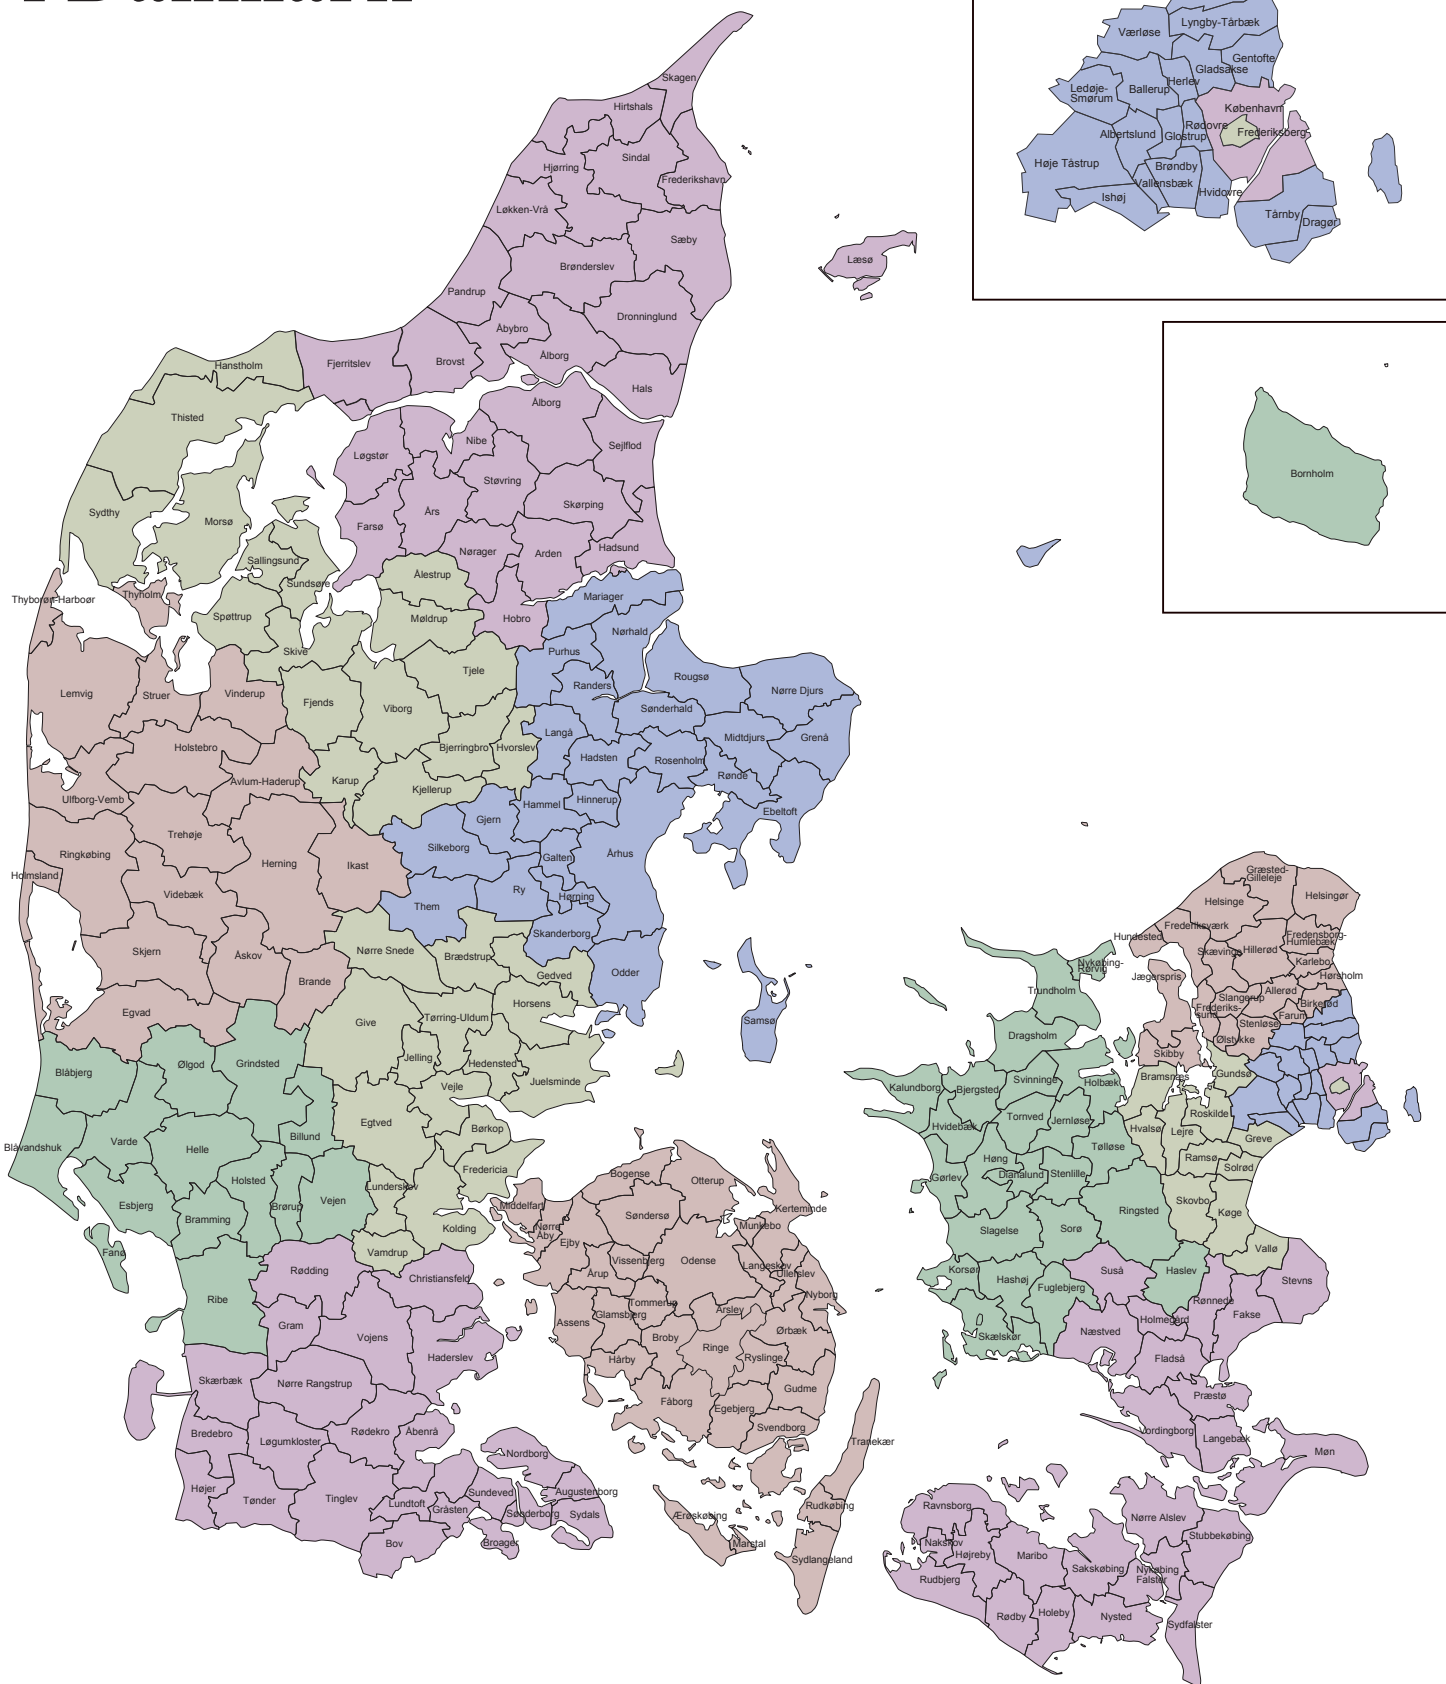 Værløse
Lyngby-Tårbæk
Gentofte
Gladsakse
Herlev
Ballerup
Ledøje-
Smørum
København
Rødovre
Frederiksberg
Albertslund
Glostrup
Høje Tåstrup
Brøndby
Vallensbæk
Hvidovre
Ishøj
Tårnby
Dragør
Bornholm
Skagen
Hirtshals
Sindal
Hjørring
Frederikshavn
Løkken-Vrå
Sæby
Brønderslev
Læsø
Pandrup
Dronninglund
Åbybro
Ålborg
Brovst
Fjerritslev
Hals
Hanstholm
Thisted
Ålborg
Nibe
Sejlflod
Løgstør
Støvring
Skørping
Sydthy
Morsø
Års
Farsø
Nørager
Arden
Hadsund
Sallingsund
Sundsøre
Ålestrup
Thyborøn-Harboør
Thyholm
Spøttrup
Møldrup
Hobro
Mariager
Nørhald
Skive
Purhus
Tjele
Randers
Rougsø
Nørre Djurs
Lemvig
Struer
Vinderup
Fjends
Viborg
Sønderhald
Langå
Midtdjurs
Grenå
Holstebro
Bjerringbro
Hvorslev
Hadsten
Rosenholm
Rønde
Avlum-Haderup
Karup
Kjellerup
Ulfborg-Vemb
Hammel
Hinnerup
Ebeltoft
Gjern
Trehøje
Silkeborg
Ringkøbing
Herning
Ikast
Galten
Århus
Holmsland
Videbæk
Ry
Hørning
Them
Skanderborg
Skjern
Åskov
Nørre Snede
Brædstrup
Gedved
Odder
Brande
Horsens
Samsø
Egvad
Give
Tørring-Uldum
Jelling
Hedensted
Blåbjerg
Ølgod
Grindsted
Vejle
Juelsminde
Egtved
Børkop
Blåvandshuk
Varde
Helle
Billund
Fredericia
Holsted
Lunderskov
Esbjerg
Bramming
Brørup
Vejen
Kolding
Fanø
Vamdrup
Rødding
Christiansfeld
Ribe
Gram
Vojens
Haderslev
Skærbæk
Nørre Rangstrup
Bredebro
Løgumkloster
Rødekro
Åbenrå
Nordborg
Højer
Tønder
Tinglev
Lundtoft
Gråsten
Sundeved
Augustenborg
Sønderborg
Sydals
Bov
Broager
Bogense
Otterup
Middelfart
Søndersø
Kerteminde
Nørre
Åby
Ejby
Munkebo
Vissenbjerg
Odense
Langeskov
Ullerslev
Årup
Nyborg
Tommerup
Glamsbjerg
Årslev
Assens
Broby
Ørbæk
Ringe
Ryslinge
Hårby
Gudme
Fåborg
Egebjerg
Svendborg
Tranekær
Rudkøbing
Ærøskøbing
Marstal
Sydlangeland
Græsted-
Gilleleje
Helsinge
Helsingør
Frederiksværk
Hundested
Fredensborg-
Humlebæk
Skævinge
Hillerød
Karlebo
Jægerspris
Hørsholm
Nykøbing-
Rørvig
Allerød
Trundholm
Slangerup
Birkerød
Frederiks-
sund
Farum
Stenløse
Ølstykke
Dragsholm
Skibby
Bramsnæs
Gundsø
Svinninge
Holbæk
Kalundborg
Bjergsted
Roskilde
Tornved
Jernløse
Hvidebæk
Hvalsø
Lejre
Greve
Tølløse
Høng
Ramsø
Solrød
Dianalund
Stenlille
Gørlev
Skovbo
Ringsted
Køge
Slagelse
Sorø
Vallø
Korsør
Hashøj
Suså
Haslev
Stevns
Fuglebjerg
Rønnede
Fakse
Holmegård
Skælskør
Næstved
Fladså
Præstø
Vordingborg
Langebæk
Møn
Ravnsborg
Nørre Alslev
Stubbekøbing
Nakskov
Højreby
Maribo
Sakskøbing
Nykøbing
Falster
Rudbjerg
Rødby
Holeby
Nysted
Sydfalster